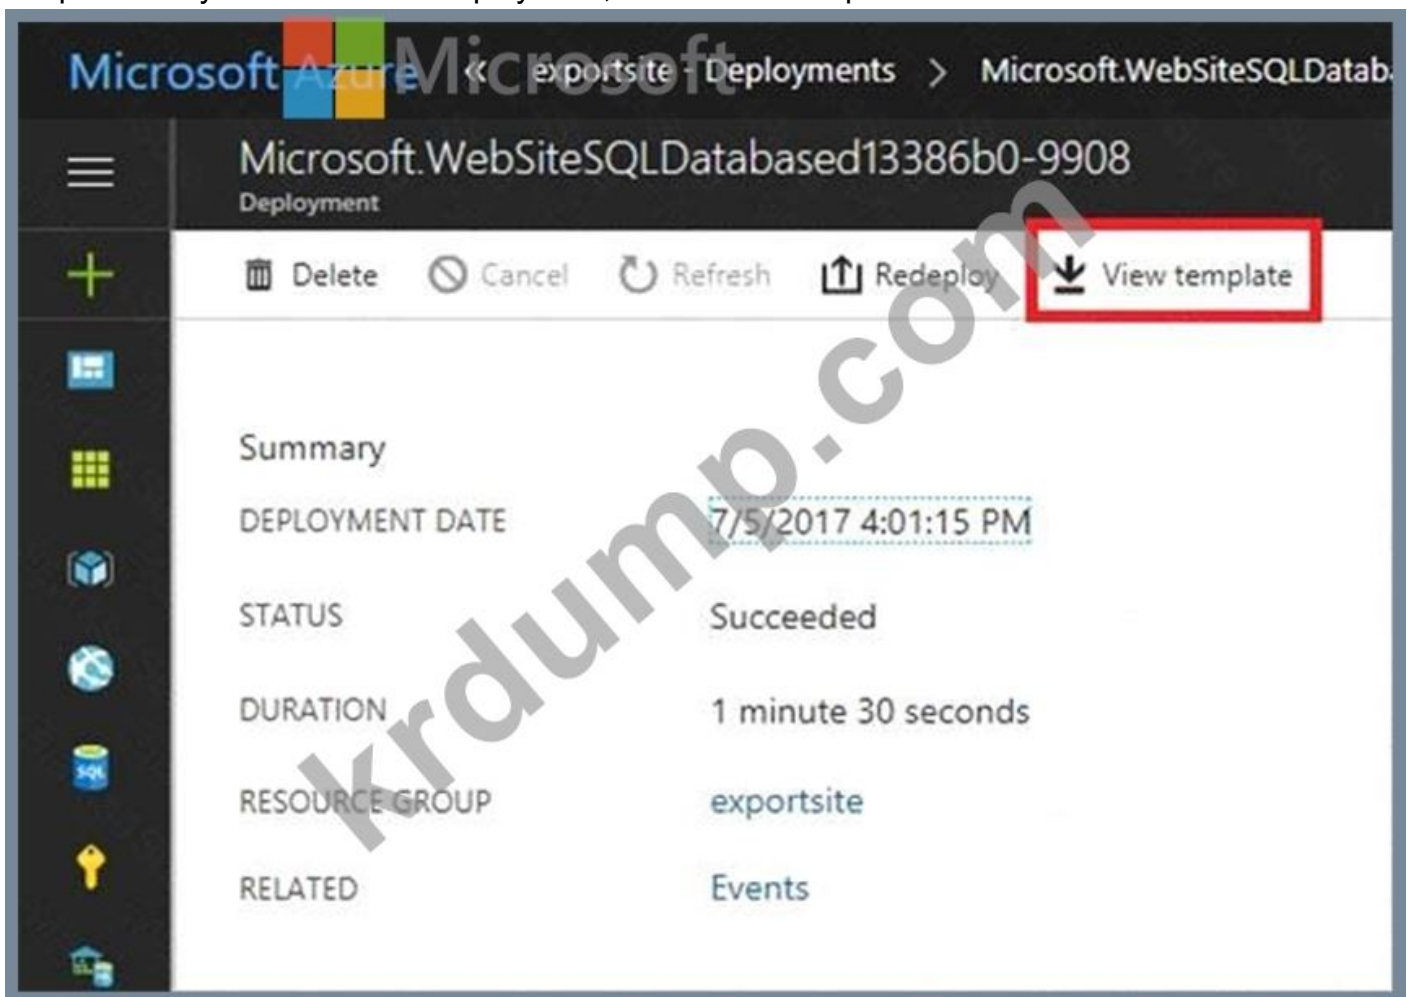 Microsoft Azure « exportsite - Deployments > Microsoft.WebSiteSQLDatab
Microsoft
Microsoft.WebSiteSQLDatabased13386b0-9908
Deployment
Delete Cancel Refresh Redeploy View template
Summary
DEPLOYMENT DATE 7/5/2017 4:01:15 PM
STATUS Succeeded
DURATION 1 minute 30 seconds
SQL
RESOURCE GROUP exportsite
RELATED Events
krdump.com